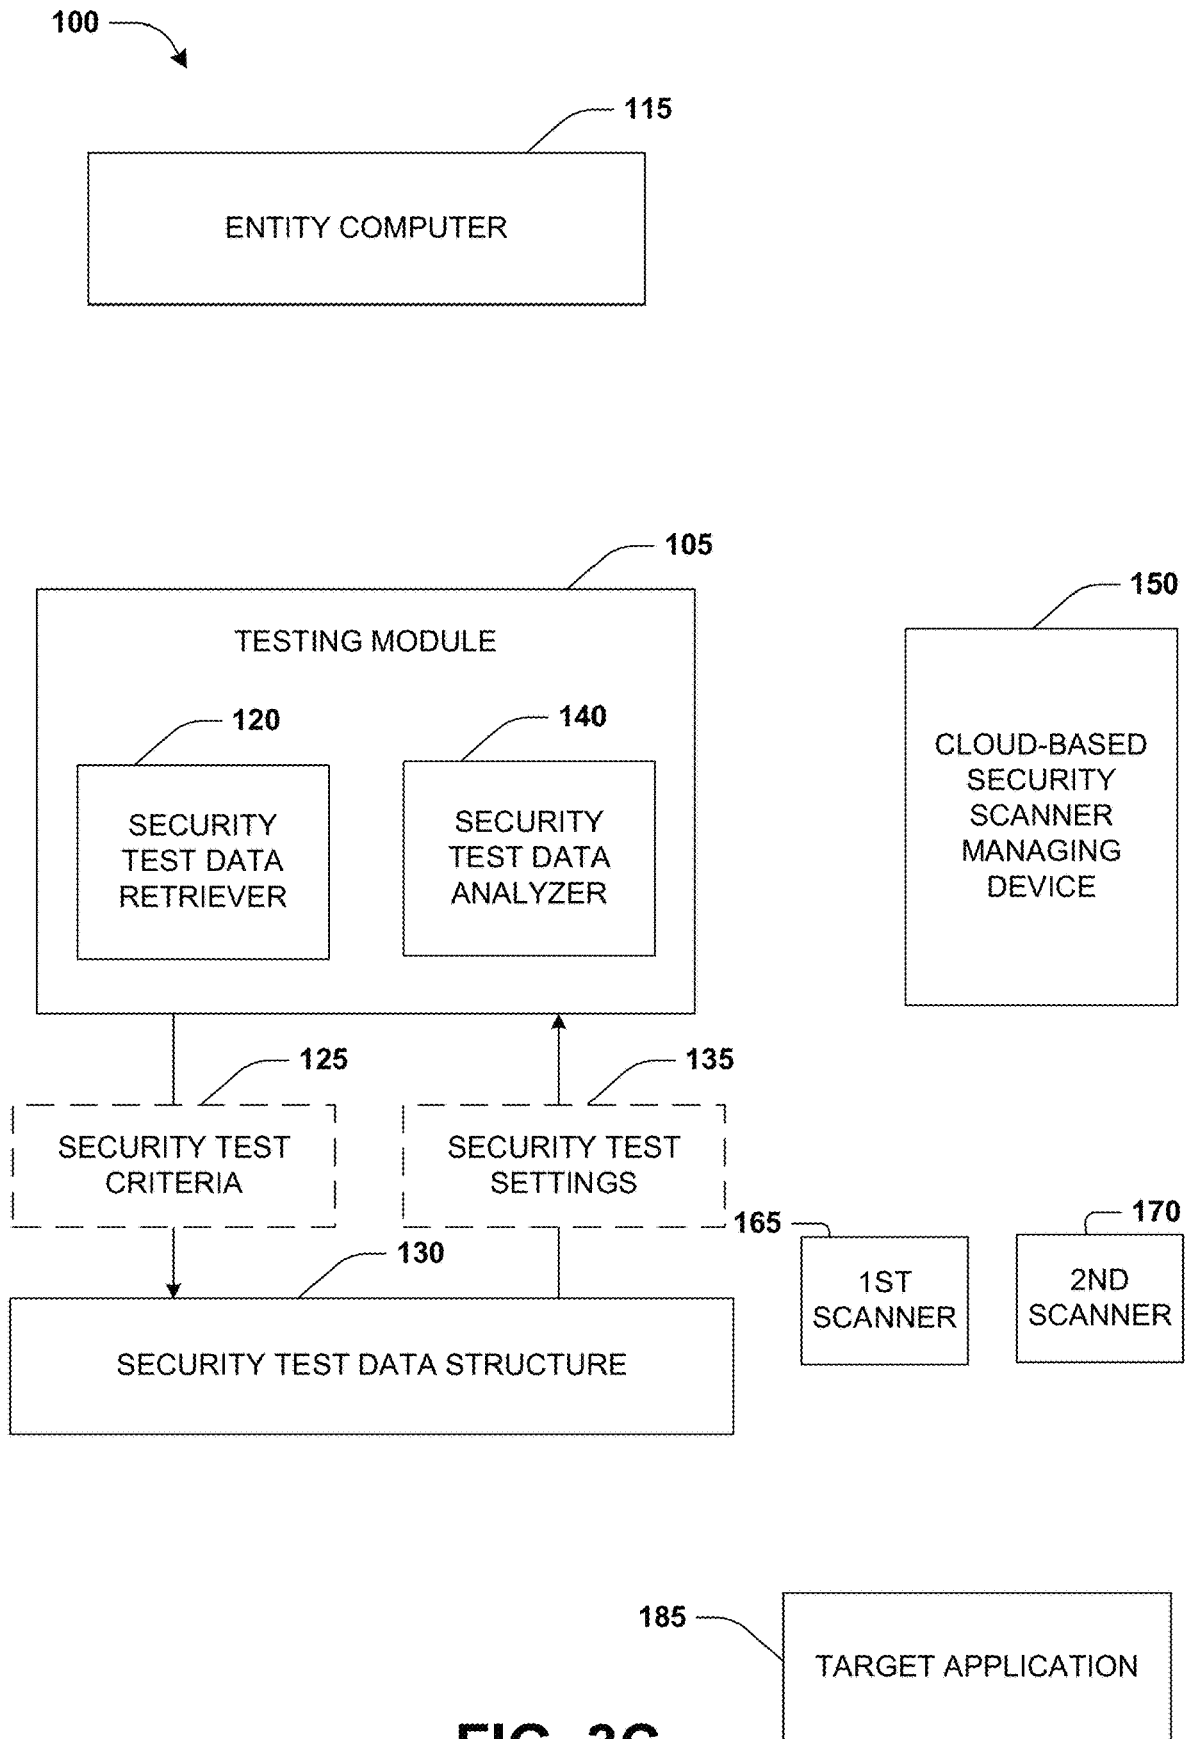 100
115
ENTITY COMPUTER
105
150
TESTING MODULE
120
140
CLOUD-BASED
SECURITY
SCANNER
MANAGING
DEVICE
SECURITY
TEST DATA
RETRIEVER
SECURITY
TEST DATA
ANALYZER
125
135
SECURITY TEST
CRITERIA
SECURITY TEST
SETTINGS
165
170
130
1ST
SCANNER
2ND
SCANNER
SECURITY TEST DATA STRUCTURE
185
TARGET APPLICATION